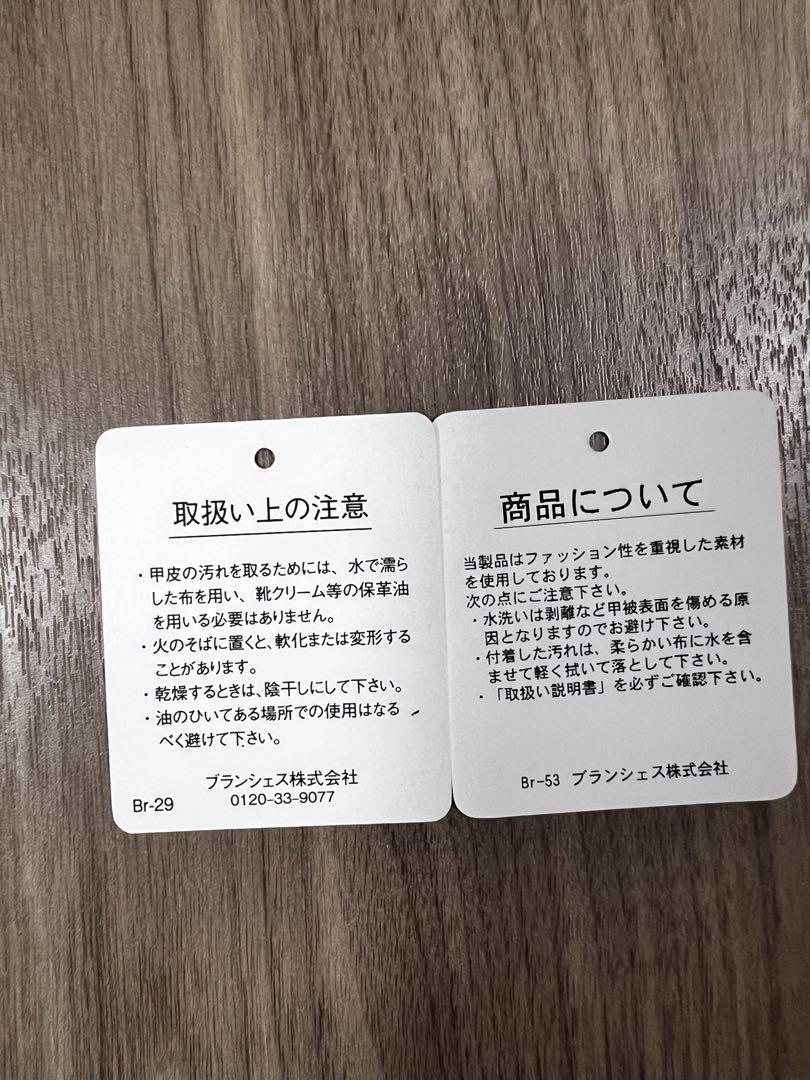 取扱い上の注意
・甲皮の汚れを取るためには、水で濡ら
した布を用い、靴クリーム等の保革油
を用いる必要はありません。
・火のそばに置くと、軟化または変形する
ことがあります。
・乾燥するときは、陰干しにして下さい。
・油のひいてある場所での使用はなる
べく避けて下さい。
ブランシェス株式会社
Br-29
0120-33-9077
商品について
当製品はファッション性を重視した素材
を使用しております。
次の点にご注意下さい。
・水洗いは剥離など甲被表面を傷める原
因となりますのでお避け下さい。
・付着した汚れは、柔らかい布に水を含
ませて軽く拭いて落として下さい。
・「取扱い説明書」を必ずご確認下さい。
Br-53 ブランシェス株式会社